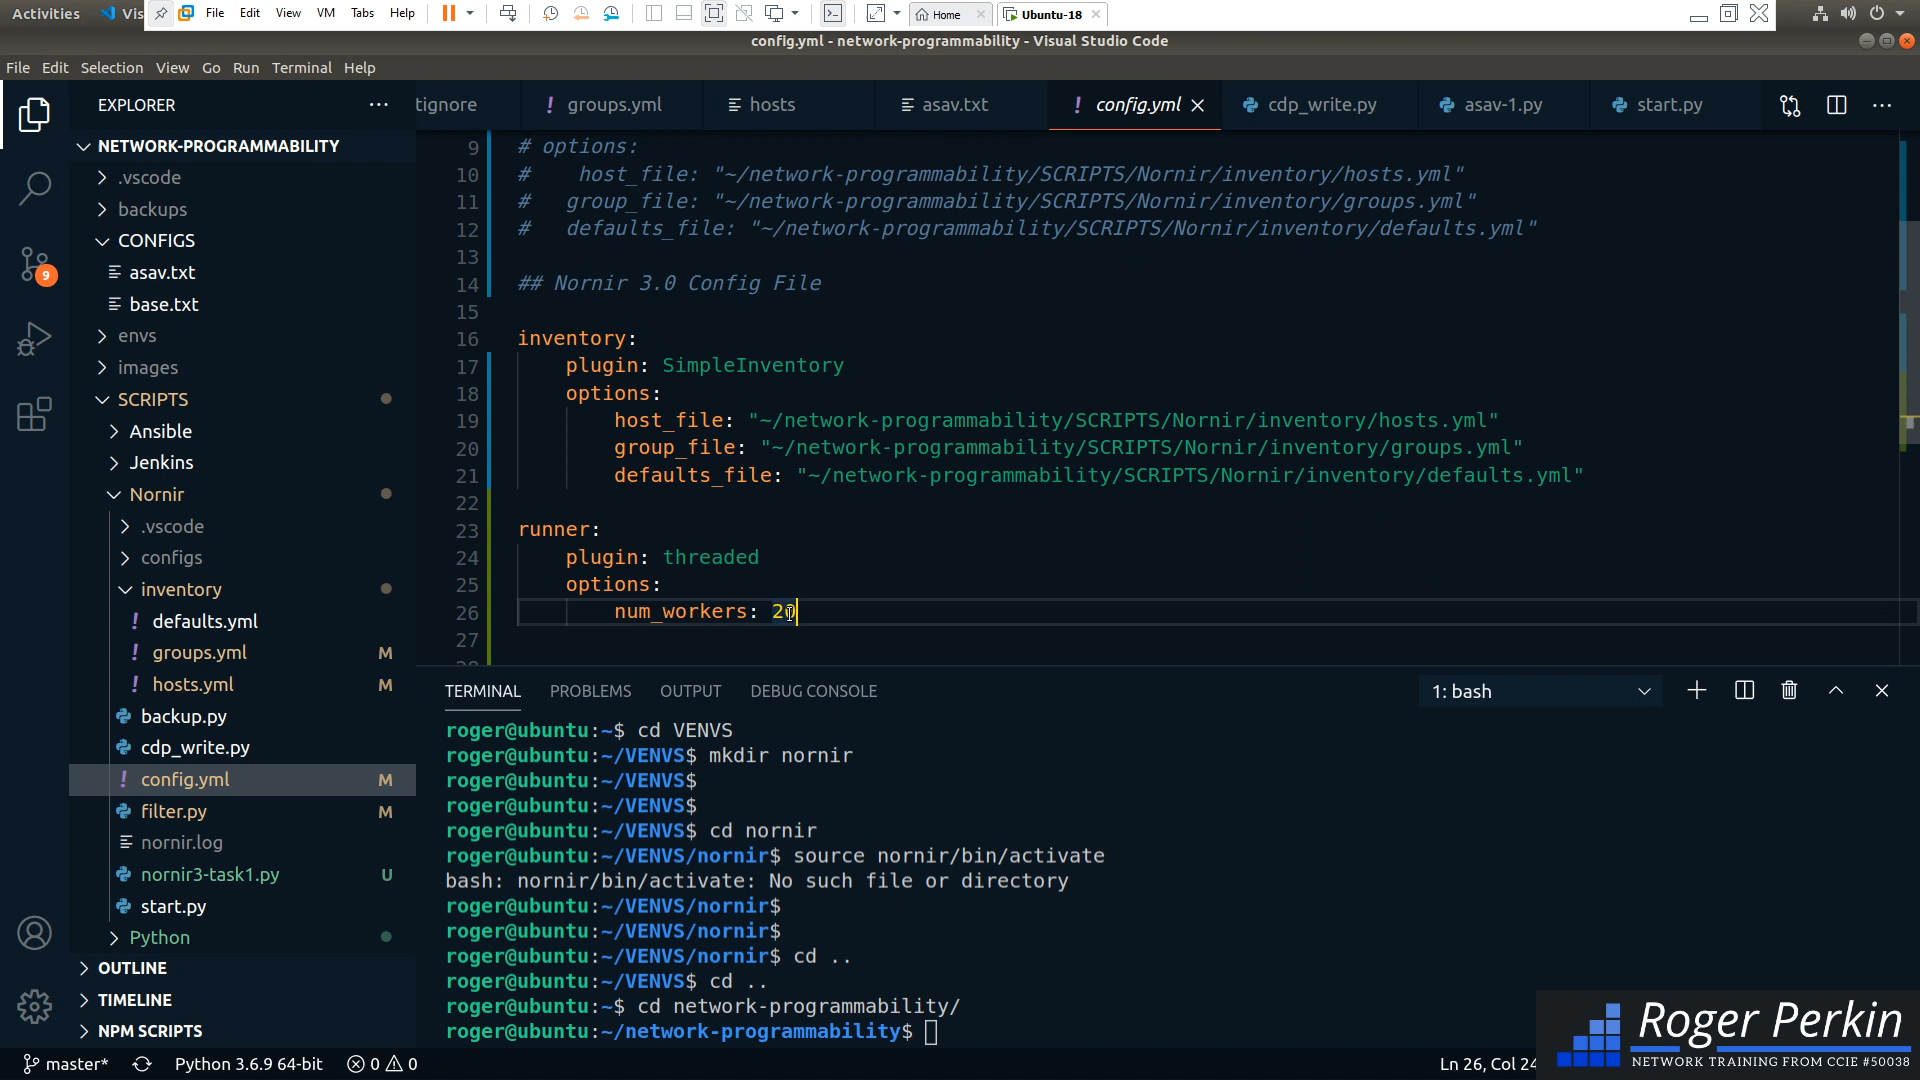 Activities
Vis
File Edit View VM Tabs Help
Home
Ubuntu-18
config.yml - network-programmability - Visual Studio Code
File Edit Selection View Go Run Terminal Help
EXPLORER
tignore
groups.yml
hosts
asav.txt
config.yml
cdp_write.py
asav-1.py
start.py
NETWORK-PROGRAMMABILITY
.vscode
backups
CONFIGS
asav.txt
9
base.txt
envs
images
SCRIPTS
Ansible
Jenkins
Nornir
.vscode
configs
inventory
defaults.yml
groups.yml M
hosts.yml M
backup.py
cdp_write.py
config.yml M
filter.py M
nornir.log
nornir3-task1.py U
start.py
Python
OUTLINE
TIMELINE
NPM SCRIPTS
9 # options:
10 #    host_file: "~/network-programmability/SCRIPTS/Nornir/inventory/hosts.yml"
11 #   group_file: "~/network-programmability/SCRIPTS/Nornir/inventory/groups.yml"
12 #   defaults_file: "~/network-programmability/SCRIPTS/Nornir/inventory/defaults.yml"
13
14 ## Nornir 3.0 Config File
15
16 inventory:
17     plugin: SimpleInventory
18     options:
19         host_file: "~/network-programmability/SCRIPTS/Nornir/inventory/hosts.yml"
20         group_file: "~/network-programmability/SCRIPTS/Nornir/inventory/groups.yml"
21         defaults_file: "~/network-programmability/SCRIPTS/Nornir/inventory/defaults.yml"
22
23 runner:
24     plugin: threaded
25     options:
26         num_workers: 20
27
TERMINAL PROBLEMS OUTPUT DEBUG CONSOLE
1: bash
roger@ubuntu:~$ cd VENVS
roger@ubuntu:~/VENVS$ mkdir nornir
roger@ubuntu:~/VENVS$
roger@ubuntu:~/VENVS$
roger@ubuntu:~/VENVS$ cd nornir
roger@ubuntu:~/VENVS/nornir$ source nornir/bin/activate
bash: nornir/bin/activate: No such file or directory
roger@ubuntu:~/VENVS/nornir$
roger@ubuntu:~/VENVS/nornir$
roger@ubuntu:~/VENVS/nornir$ cd ..
roger@ubuntu:~/VENVS$ cd ..
roger@ubuntu:~$ cd network-programmability/
roger@ubuntu:~/network-programmability$
master*
Python 3.6.9 64-bit
0
0
Ln 26, Col 24
Roger Perkin
NETWORK TRAINING FROM CCIE #50038